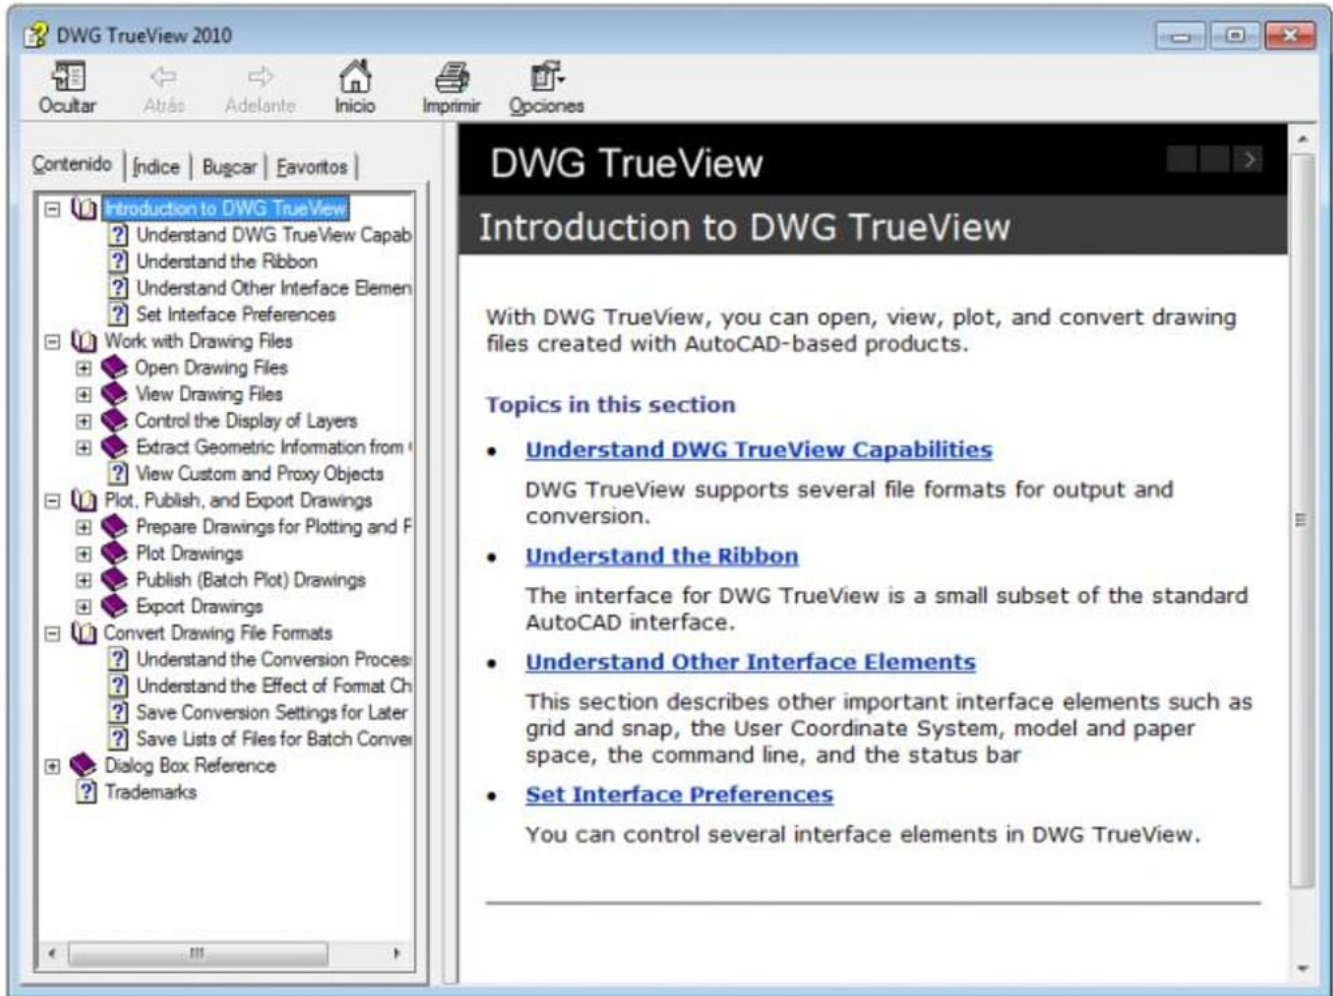 DWG TrueView 2010
Ocultar Atrás Adelante Inicio Imprimir Opciones
Contenido Índice Buscar Favoritos
Introduction to DWG TrueView
Understand DWG TrueView Capab
Understand the Ribbon
Understand Other Interface Elemen
Set Interface Preferences
Work with Drawing Files
Open Drawing Files
View Drawing Files
Control the Display of Layers
Extract Geometric Information from
View Custom and Proxy Objects
Plot, Publish, and Export Drawings
Prepare Drawings for Plotting and P
Plot Drawings
Publish (Batch Plot) Drawings
Export Drawings
Convert Drawing File Formats
Understand the Conversion Proces
Understand the Effect of Format Ch
Save Conversion Settings for Later
Save Lists of Files for Batch Conver
Dialog Box Reference
Trademarks
DWG TrueView
Introduction to DWG TrueView
With DWG TrueView, you can open, view, plot, and convert drawing
files created with AutoCAD-based products.
Topics in this section
• Understand DWG TrueView Capabilities
DWG TrueView supports several file formats for output and
conversion.
• Understand the Ribbon
The interface for DWG TrueView is a small subset of the standard
AutoCAD interface.
• Understand Other Interface Elements
This section describes other important interface elements such as
grid and snap, the User Coordinate System, model and paper
space, the command line, and the status bar
• Set Interface Preferences
You can control several interface elements in DWG TrueView.